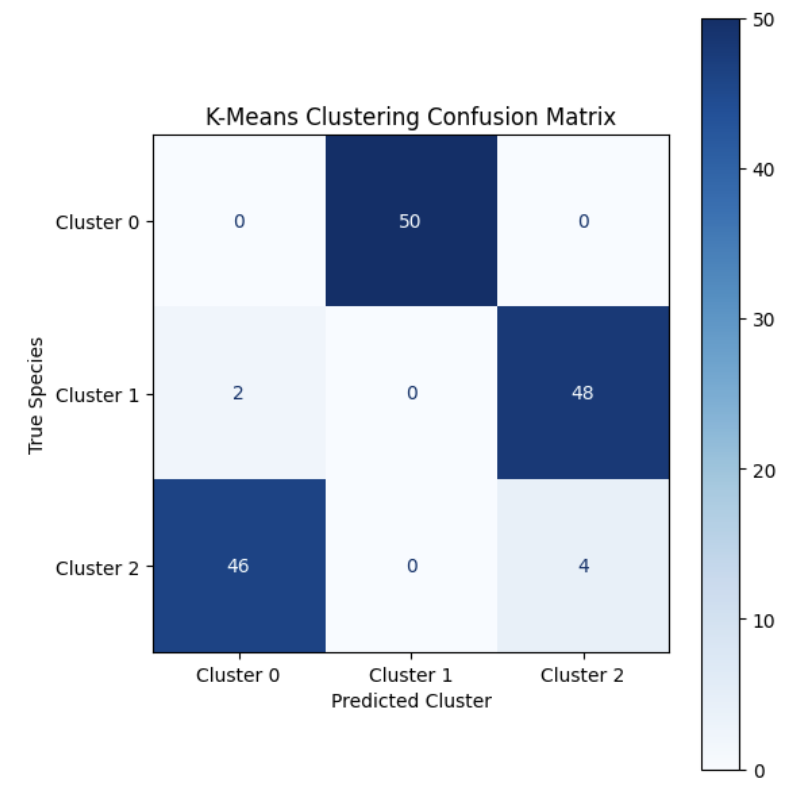 K-Means Clustering Confusion Matrix
50
40
30
20
10
0
True Species
Cluster 0
0 50 0
Cluster 1
2 0 48
Cluster 2
46 0 4
Cluster 0 Cluster 1 Cluster 2
Predicted Cluster